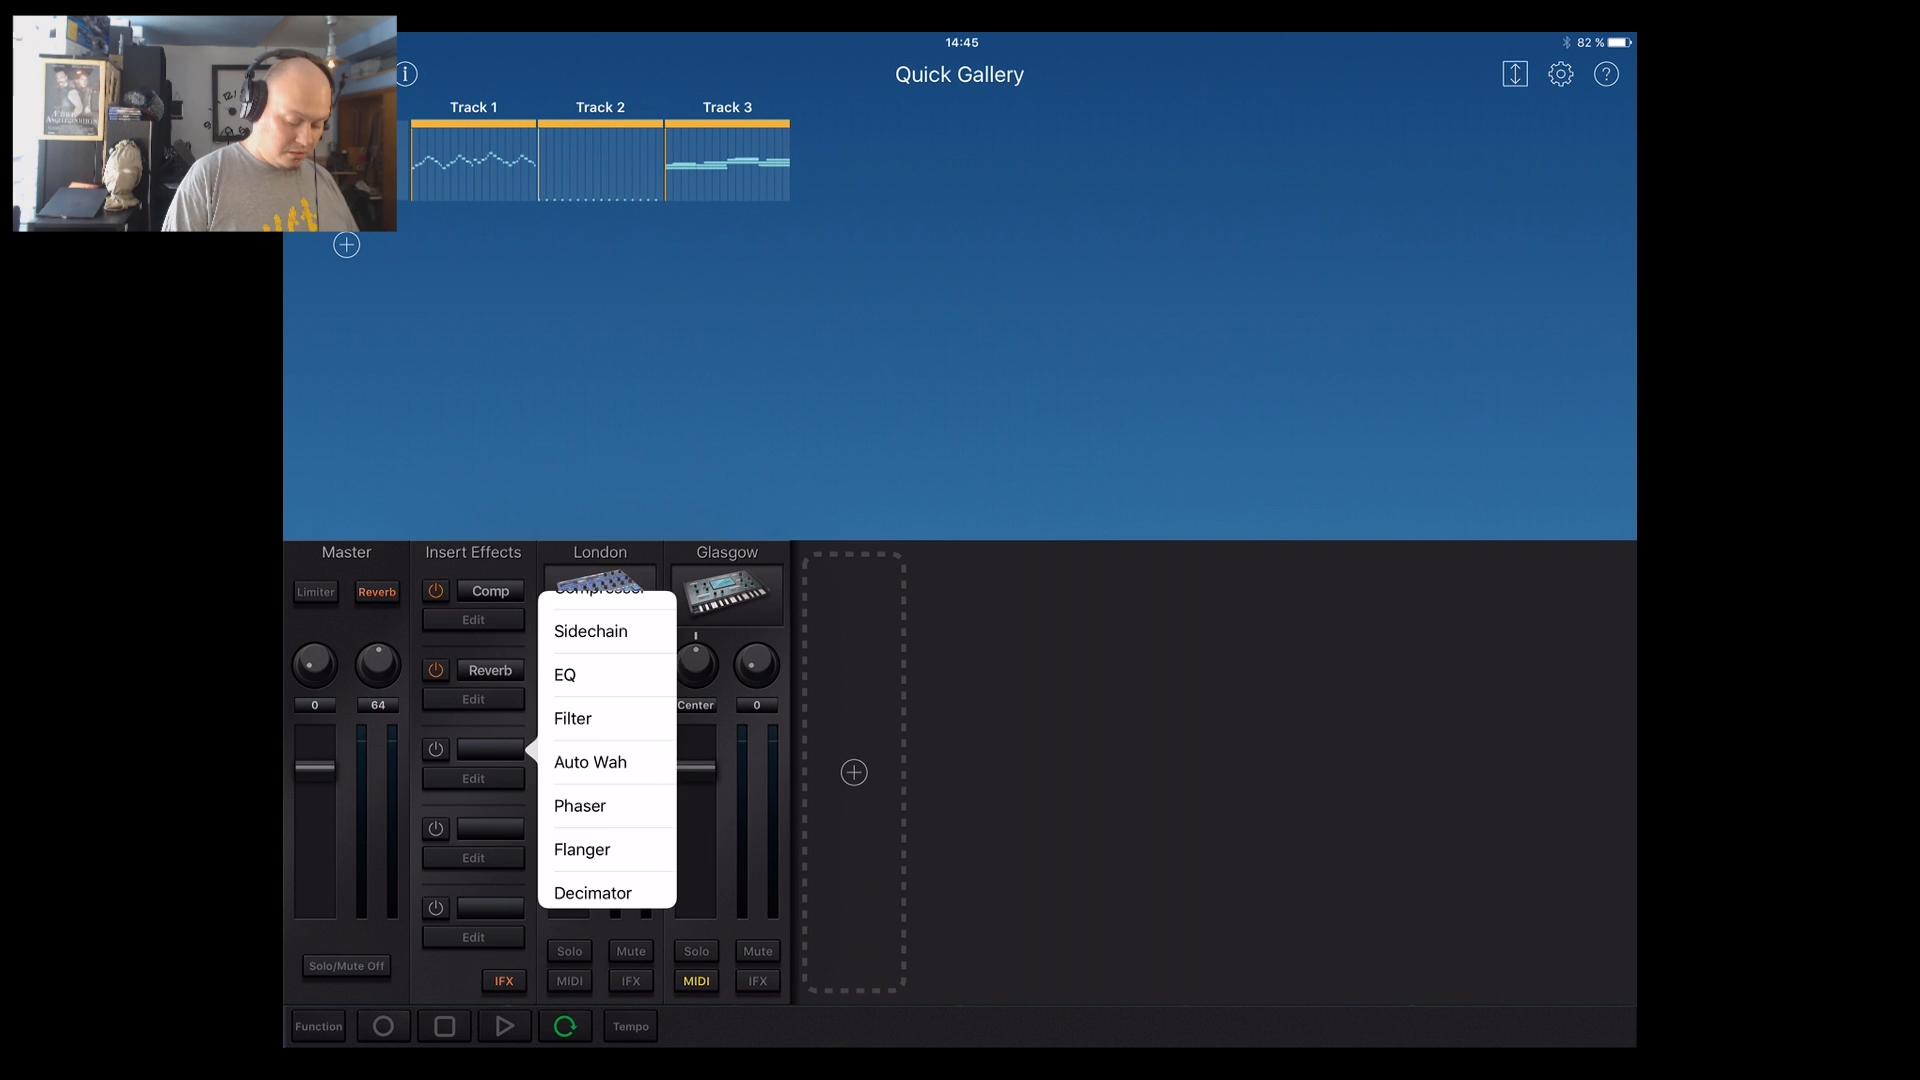 14:45
82 %
Quick Gallery
Track 1
Track 2
Track 3
Master
Insert Effects
London
Glasgow
Limiter
Reverb
Comp
Edit
Compressor
Sidechain
EQ
Filter
Auto Wah
Phaser
Flanger
Decimator
Reverb
Edit
0
64
Center
0
Edit
Edit
Edit
Solo
Mute
Solo
Mute
Solo/Mute Off
IFX
MIDI
IFX
MIDI
IFX
Function
Tempo